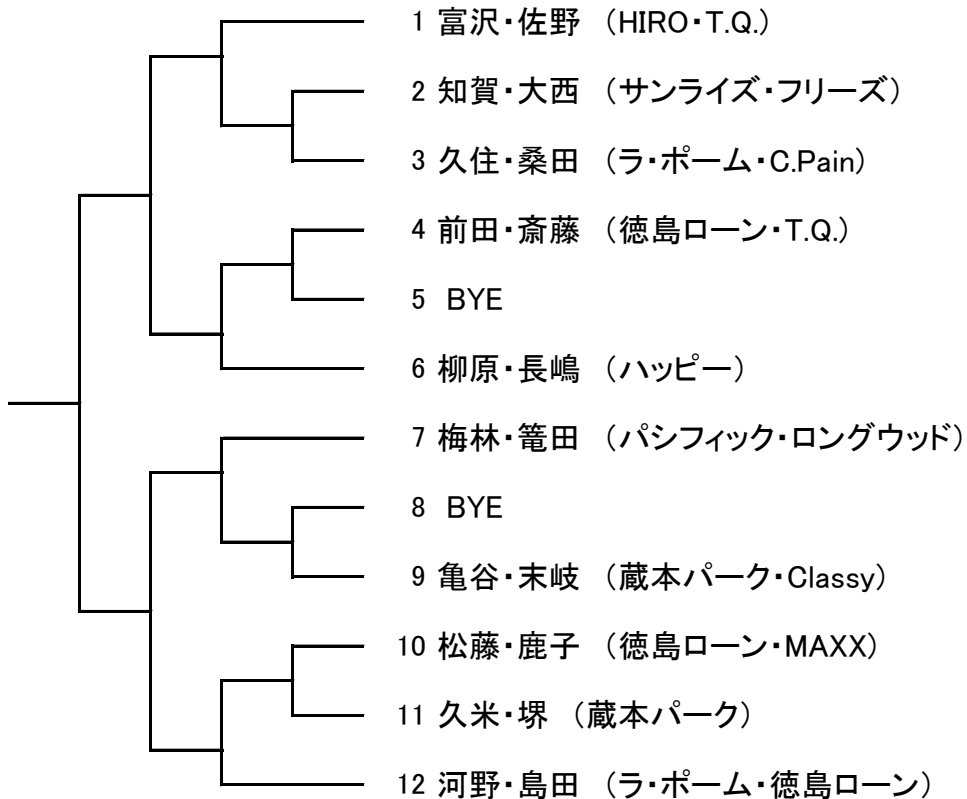 1 富沢・佐野 （HIRO・T.Q.）
2 知賀・大西 （サンライズ・フリーズ）
3 久住・桑田 （ラ・ポーム・C.Pain）
4 前田・斎藤 （徳島ローン・T.Q.）
5 BYE
6 柳原・長嶋 （ハッピー）
7 梅林・篭田 （パシフィック・ロングウッド）
8 BYE
9 亀谷・末岐 （蔵本パーク・Classy）
10 松藤・鹿子 （徳島ローン・MAXX）
11 久米・堺 （蔵本パーク）
12 河野・島田 （ラ・ポーム・徳島ローン）